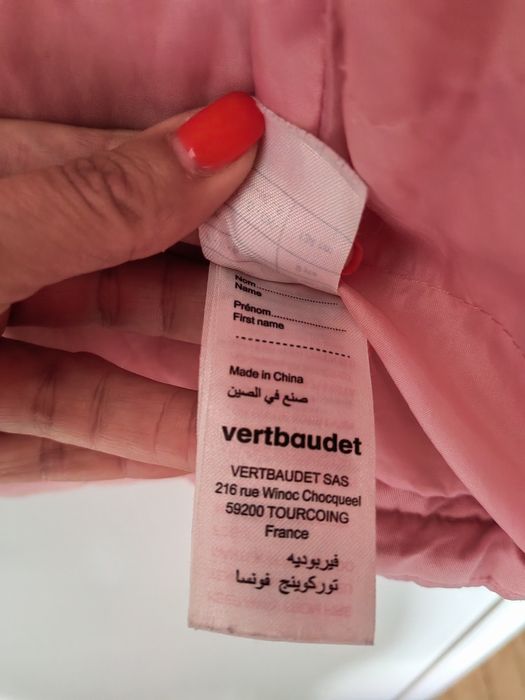 Nom............
Name
Prénom............
First name
Made in China
صنع في الصين
vertbaudet
VERTBAUDET SAS
216 rue Winoc Chocqueel
59200 TOURCOING
France
فيربوديه
توركوينج فونسا